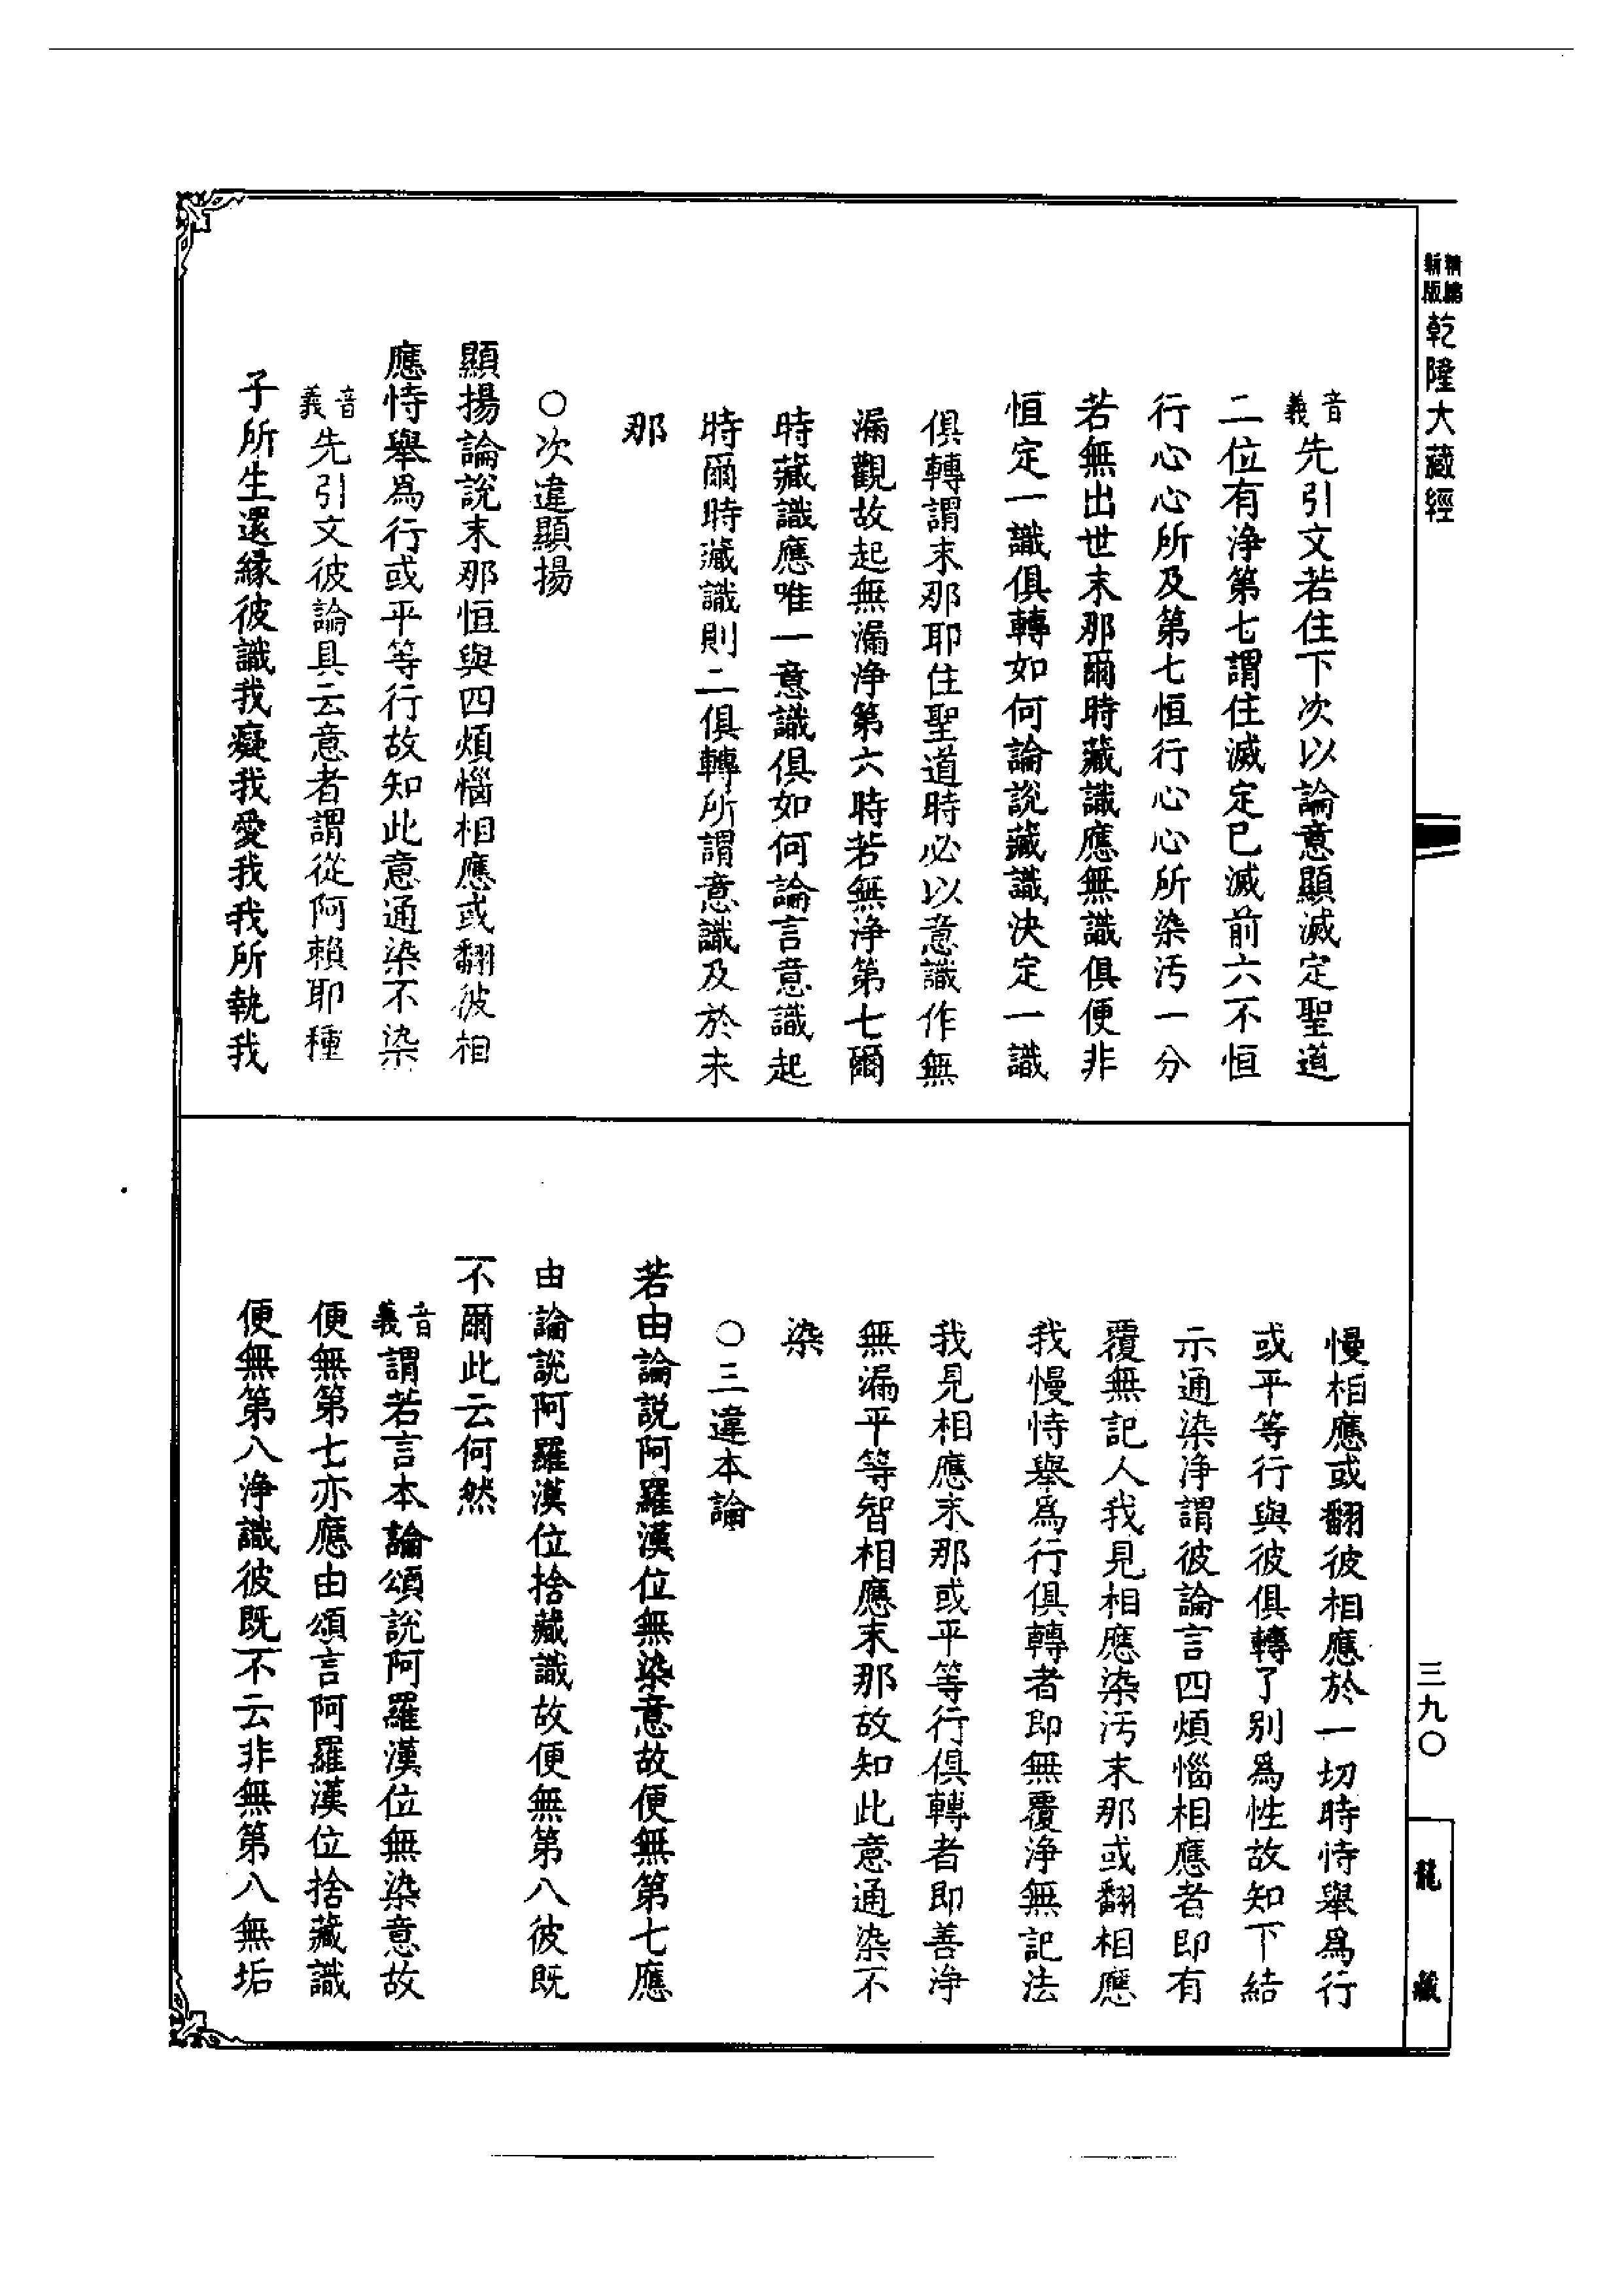 精編新版乾隆大藏經
音義先引文若住下次以論意顯滅定聖道
二位有淨第七謂住滅定已滅前六不恒
行心心所及第七恒行心心所染汚一分
若無出世末那爾時藏識應無識俱便非
恒定一識俱轉如何論說藏識決定一識
俱轉謂末那耶住聖道時必以意識作無
漏觀故起無漏淨第六時若無淨第七爾
時藏識應唯一意識俱如何論言意識起
時爾時藏識則二俱轉所謂意識及於末
那
○次違顯揚
顯揚論說末那恒與四煩惱相應或翻彼相
應恃舉爲行或平等行故知此意通染不染
音義先引文彼論具云意者謂從阿賴耶種
子所生還緣彼識我癡我愛我我所執我
慢相應或翻彼相應於一切時恃舉爲行
或平等行與彼俱轉了別爲性故知下結
示通染淨謂彼論言四煩惱相應者即有
覆無記人我見相應染汚末那或翻相應
我慢恃舉爲行俱轉者即無覆淨無記法
我見相應末那或平等行俱轉者即善淨
無漏平等智相應末那故知此意通染不
染
○三違本論
若由論說阿羅漢位無染意故便無第七應
由論說阿羅漢位捨藏識故便無第八彼既
不爾此云何然
音義謂若言本論頌說阿羅漢位無染意故
便無第七亦應由頌言阿羅漢位捨藏識
便無第八淨識彼既不云非無第八無垢
三九〇
龍藏